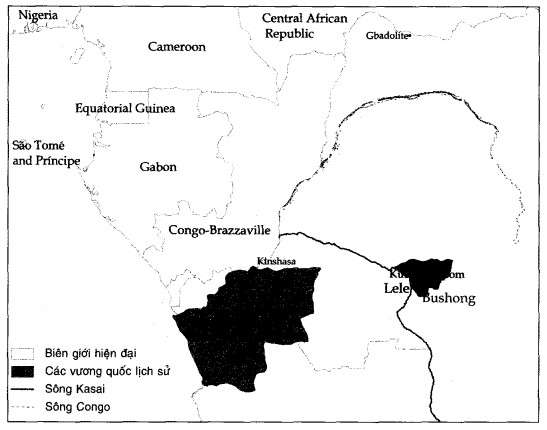 Nigeria
Cameroon
Central African
Republic
Gbadolite
Equatorial Guinea
São Tomé
and Príncipe
Gabon
Congo-Brazzaville
Kinshasa
Lele
Bushong
Biên giới hiện đại
Các vương quốc lịch sử
Sông Kasai
Sông Congo